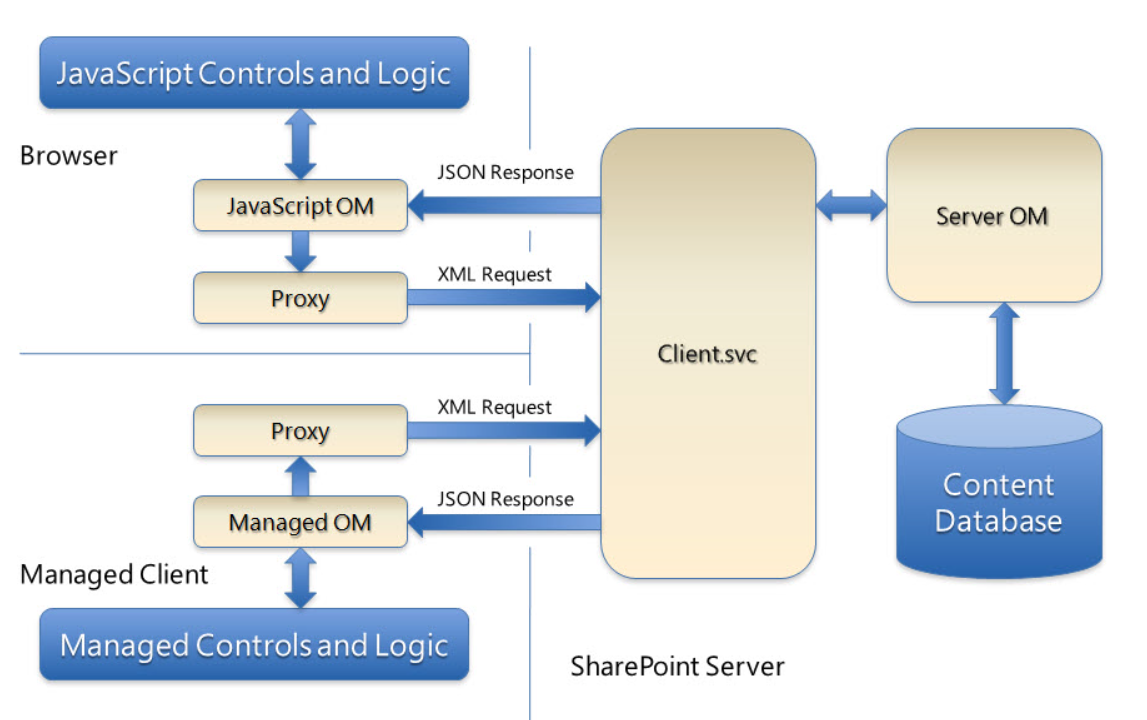 JavaScript Controls and Logic
Browser
JSON Response
JavaScript OM
XML Request
Proxy
Client.svc
Server OM
XML Request
Proxy
JSON Response
Managed OM
Managed Client
Managed Controls and Logic
Content
Database
SharePoint Server